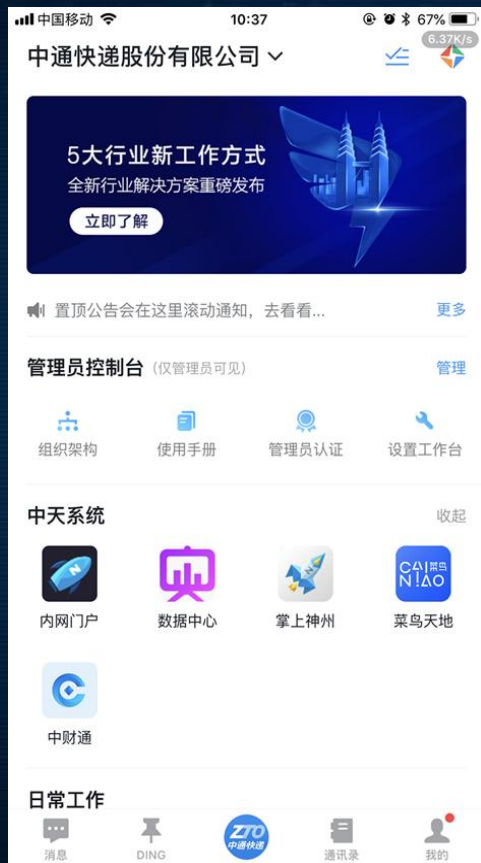 中国移动 10:37 67%
6.37K/s
中通快递股份有限公司
5大行业新工作方式
全新行业解决方案重磅发布
立即了解
置顶公告会在这里滚动通知，去看看... 更多
管理员控制台（仅管理员可见） 管理
组织架构 使用手册 管理员认证 设置工作台
中天系统 收起
CAI菜鸟
NIAO
内网门户 数据中心 掌上神州 菜鸟天地
中财通
日常工作
ZTO
中通快递
消息 DING 通讯录 我的